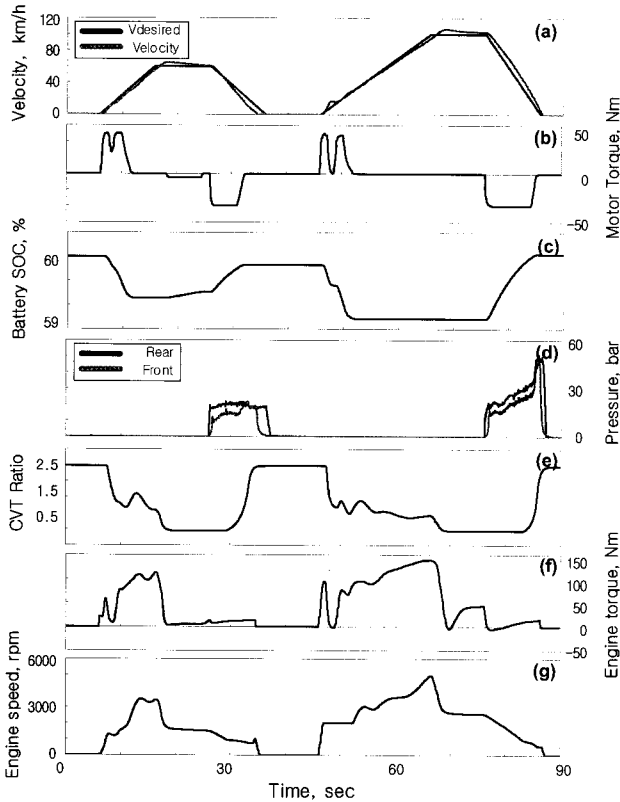 120
Vdesired
Velocity
80
40
0
Velocity, km/h
(a)
50
0
−50
Motor Torque, Nm
(b)
60
59
Battery SOC, %
(c)
Rear
Front
60
30
0
Pressure, bar
(d)
2.5
1.5
0.5
CVT Ratio
(e)
150
100
50
0
−50
Engine torque, Nm
(f)
6000
3000
0
Engine speed, rpm
(g)
0 30 60 90
Time, sec